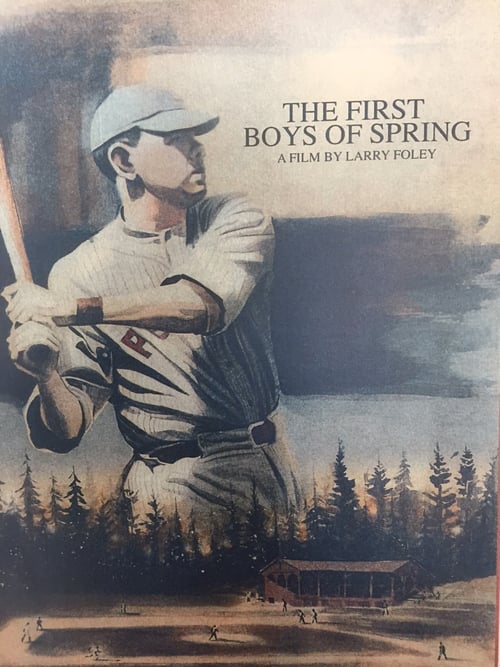 THE FIRST
BOYS OF SPRING
A FILM BY LARRY FOLEY